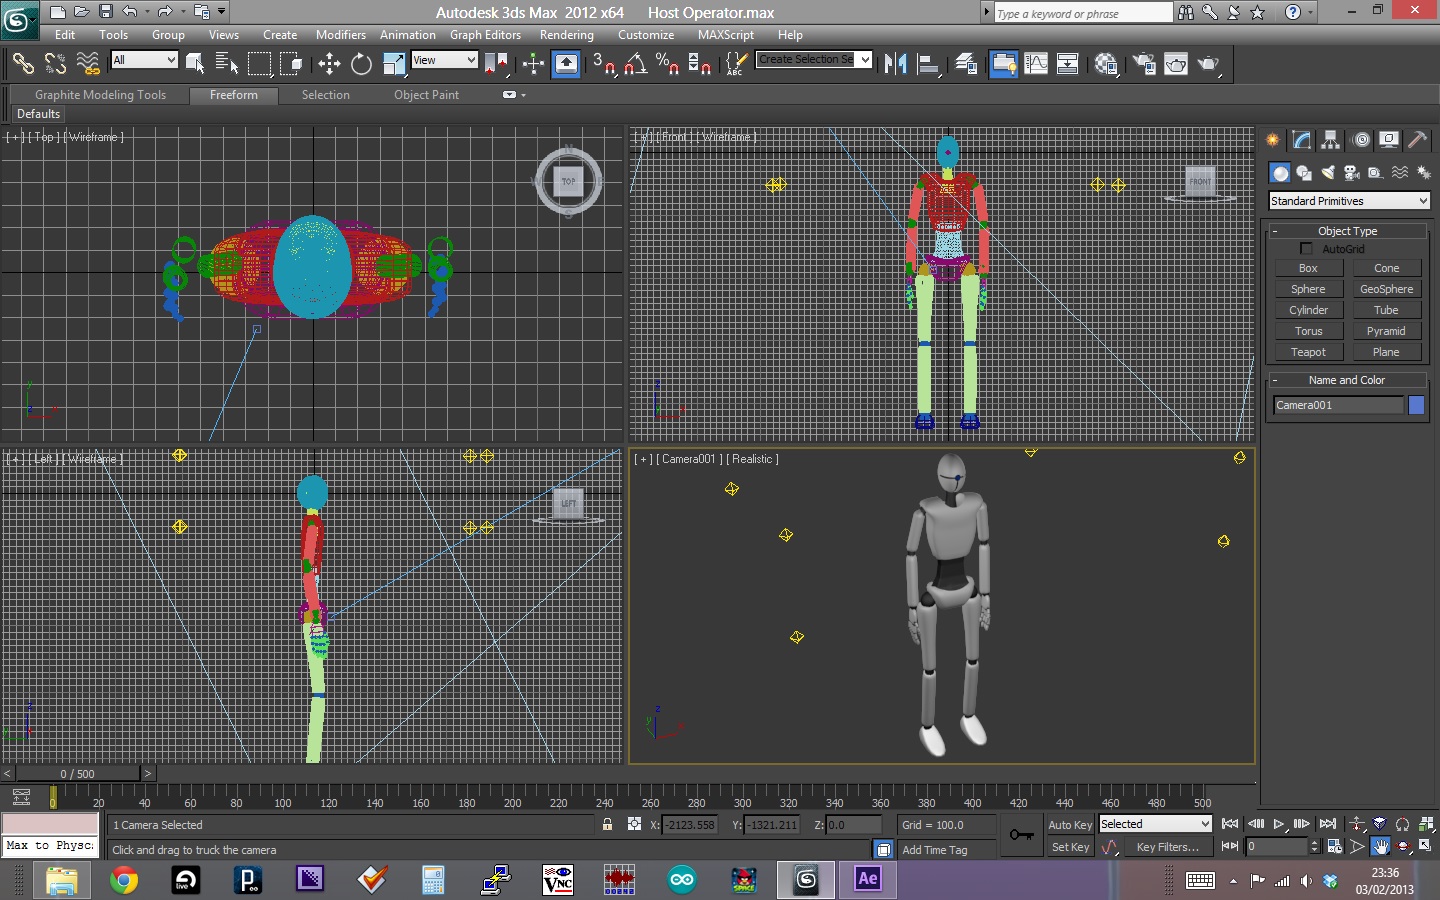 Autodesk 3ds Max 2012 x64 Host Operator.max
Type a keyword or phrase
Edit Tools Group Views Create Modifiers Animation Graph Editors Rendering Customize MAXScript Help
All View 3 ABC Create Selection Se
Graphite Modeling Tools Freeform Selection Object Paint
Defaults
[ + ] [ Top ] [ Wireframe ]
N
TOP
S
[ + ] [ Front ] [ Wireframe ]
FRONT
Standard Primitives
- Object Type
AutoGrid
Box Cone
Sphere GeoSphere
Cylinder Tube
Torus Pyramid
Teapot Plane
- Name and Color
Camera001
[ + ] [ Left ] [ Wireframe ]
LEFT
[ + ] [ Camera001 ] [ Realistic ]
< 0 / 500 >
0 20 40 60 80 100 120 140 160 180 200 220 240 260 280 300 320 340 360 380 400 420 440 460 480 500
1 Camera Selected X: -2123.558 Y: -1321.211 Z: 0.0 Grid = 100.0 Auto Key Selected
Max to Physc: Click and drag to truck the camera Add Time Tag Set Key Key Filters... 0
live P VNC Ae
SPACE
23:36
03/02/2013